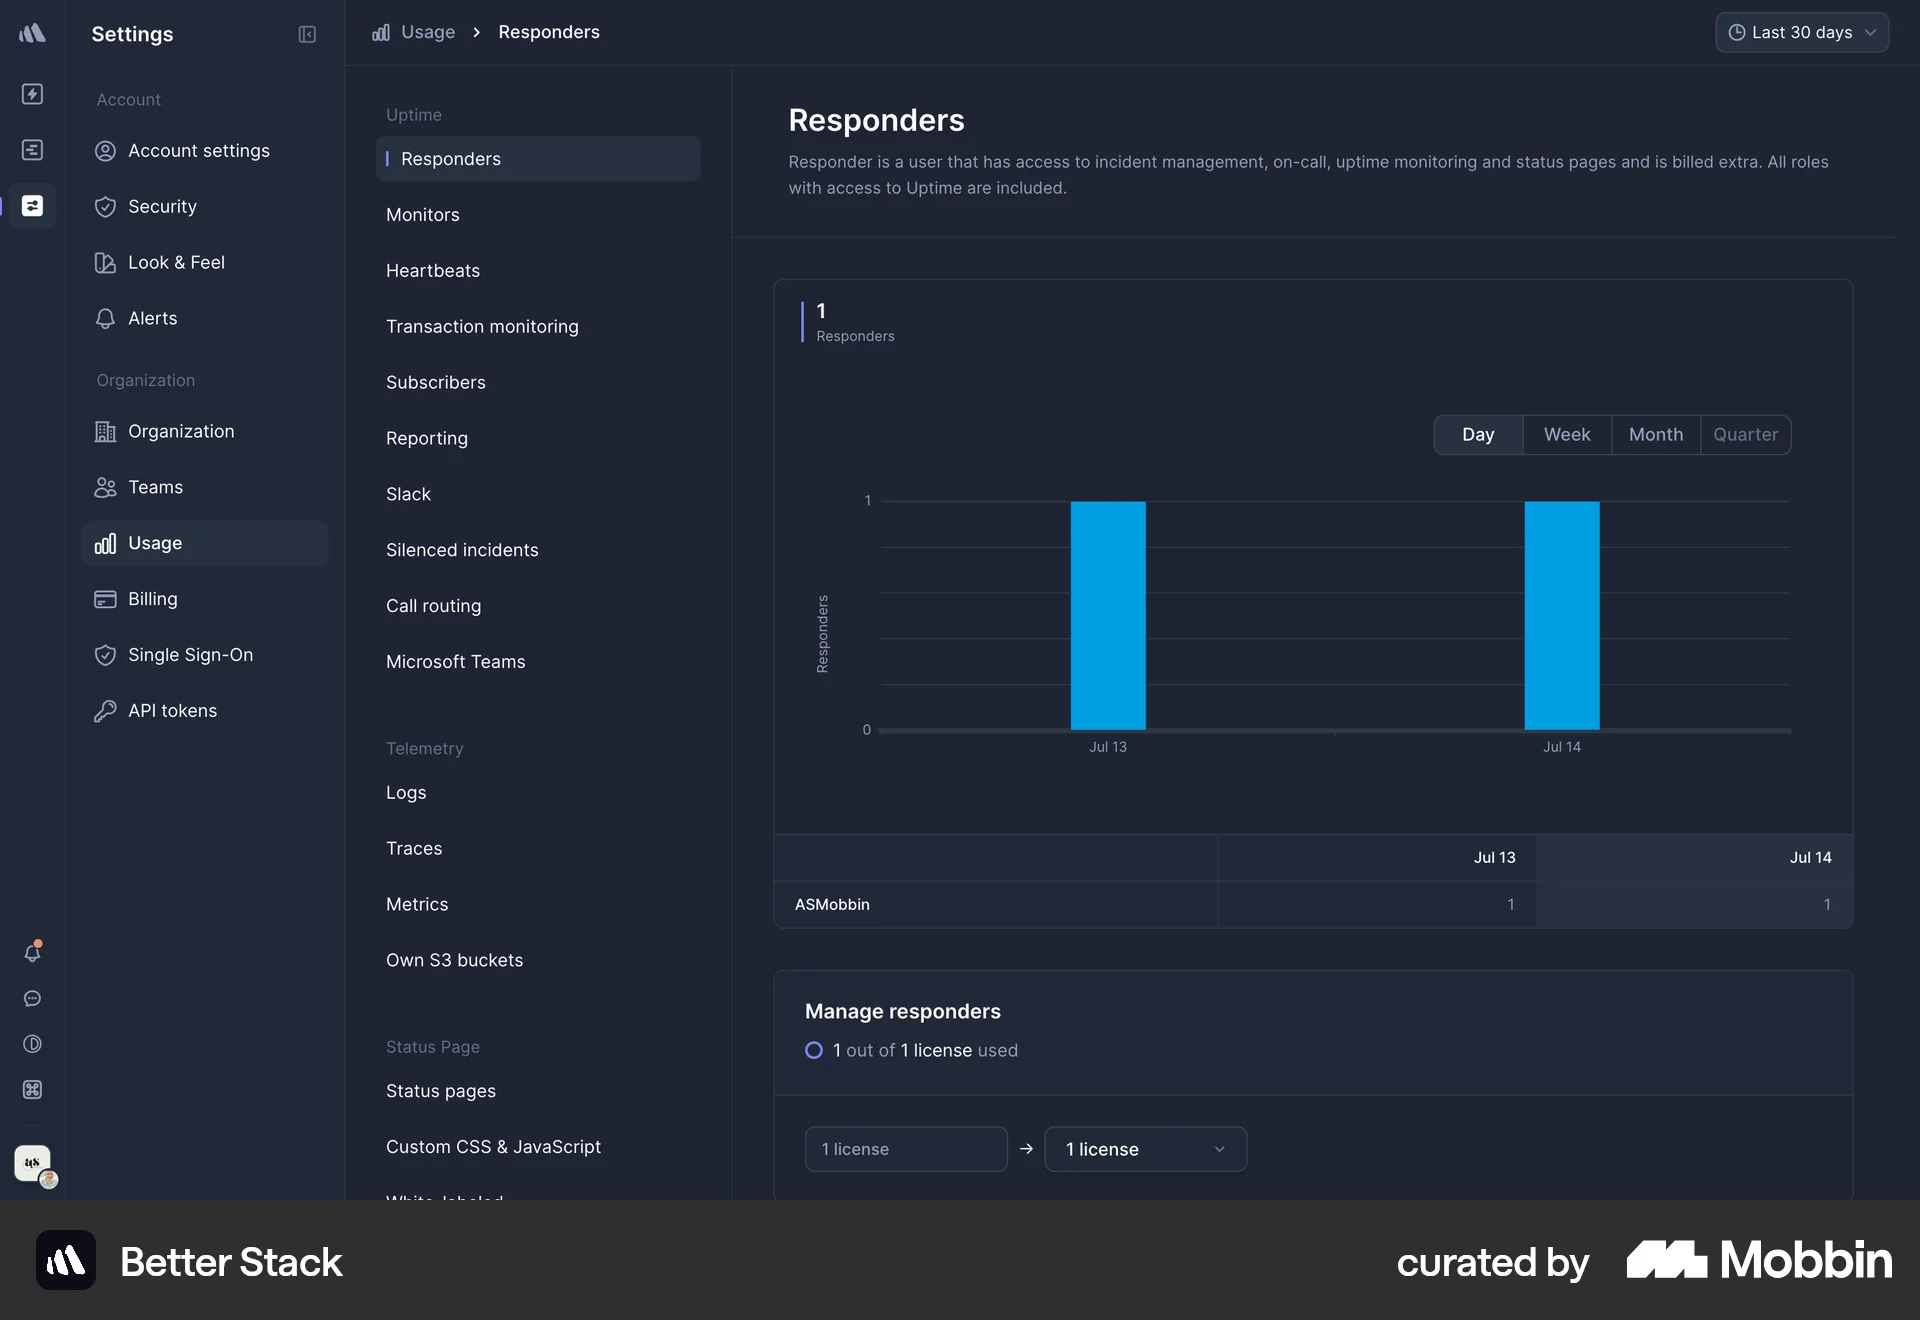 Settings
Account
Account settings
Security
Look & Feel
Alerts
Organization
Organization
Teams
Usage
Billing
Single Sign-On
API tokens
Usage
Responders
Last 30 days
Uptime
Responders
Monitors
Heartbeats
Transaction monitoring
Subscribers
Reporting
Slack
Silenced incidents
Call routing
Microsoft Teams
Telemetry
Logs
Traces
Metrics
Own S3 buckets
Status Page
Status pages
Custom CSS & JavaScript
White-labeled
Responders
Responder is a user that has access to incident management, on-call, uptime monitoring and status pages and is billed extra. All roles
with access to Uptime are included.
1
Responders
Day Week Month Quarter
1
Responders
0
Jul 13 Jul 14
Jul 13 Jul 14
ASMobbin 1 1
Manage responders
1 out of 1 license used
1 license → 1 license
as
Better Stack
curated by Mobbin